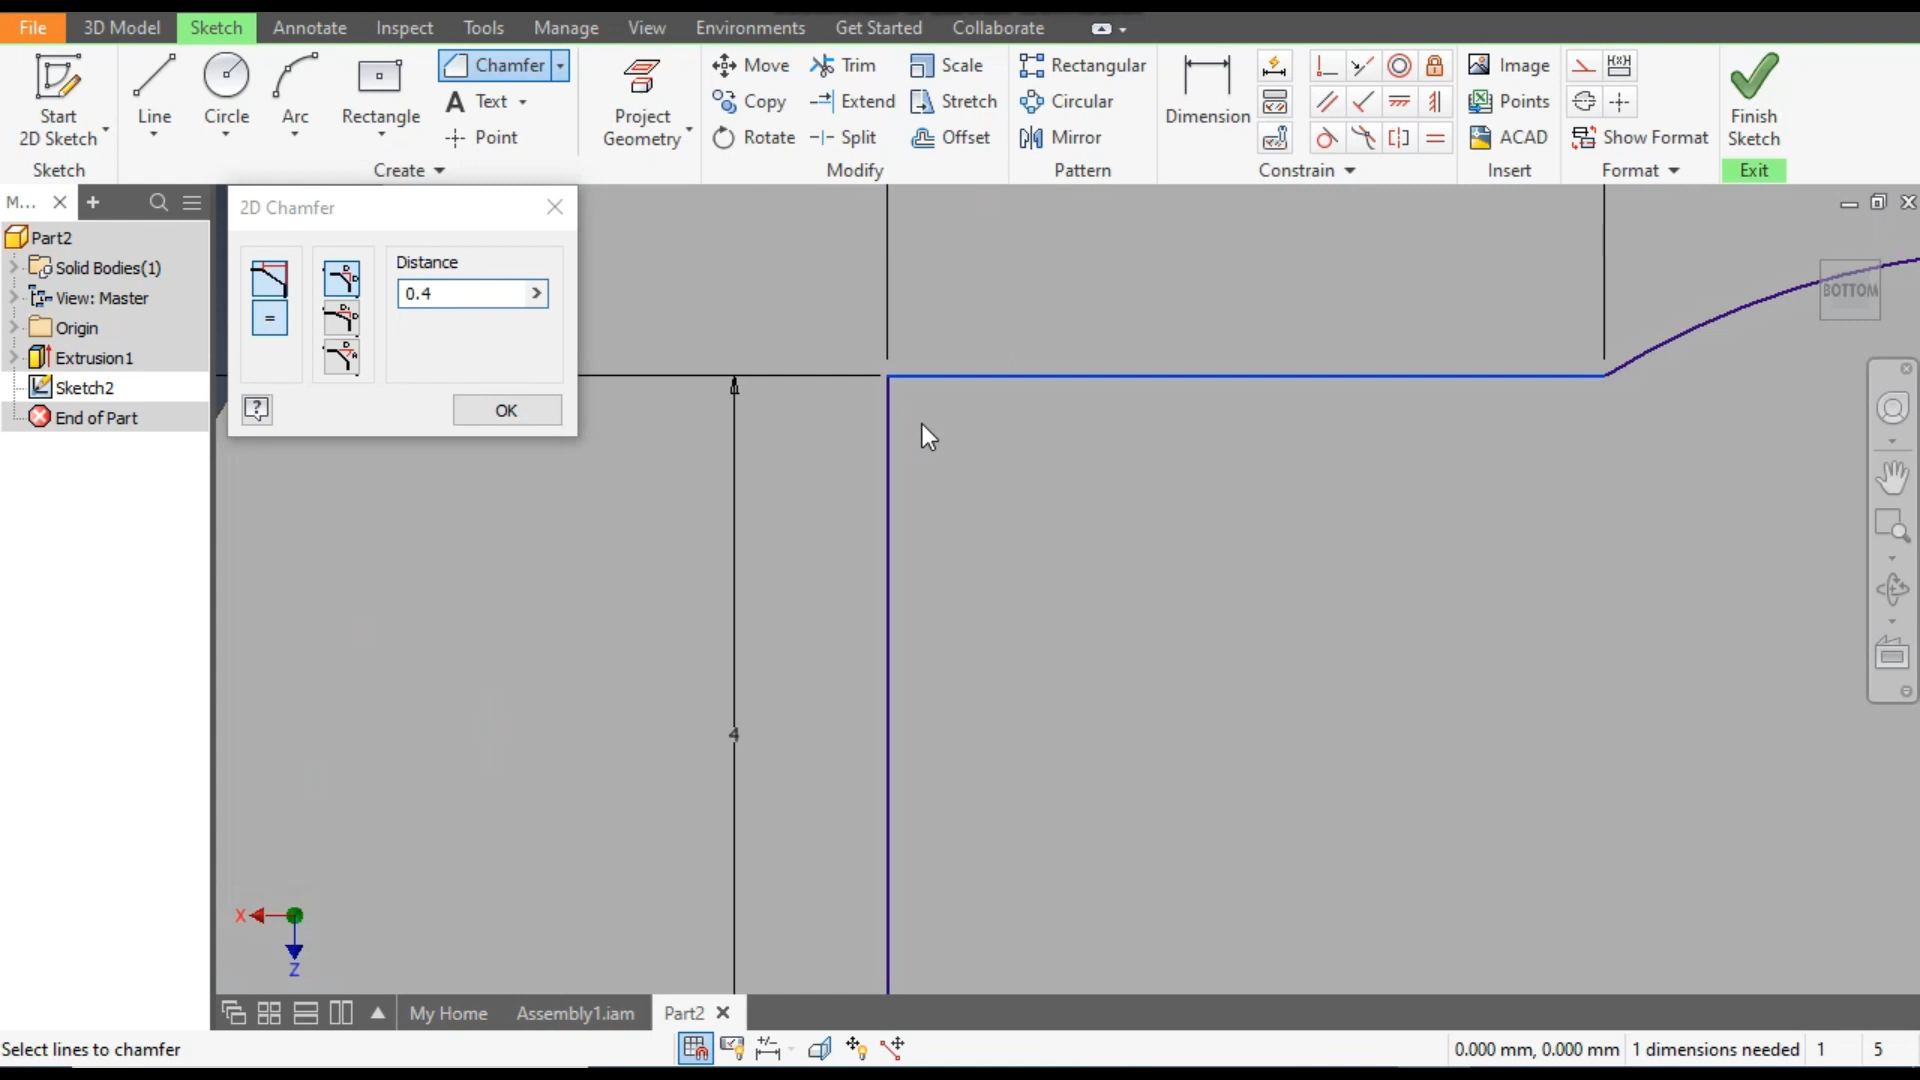 File 3D Model Sketch Annotate Inspect Tools Manage View Environments Get Started Collaborate
Start 2D Sketch
Line
Circle
Arc
Rectangle
Chamfer
Text
Point
Project Geometry
Move
Copy
Rotate
Trim
Extend
Split
Scale
Stretch
Offset
Rectangular
Circular
Mirror
Dimension
Image
Points
ACAD
Show Format
Finish Sketch
Sketch Create Modify Pattern Constrain Insert Format Exit
M...
Part2
Solid Bodies(1)
View: Master
Origin
Extrusion1
Sketch2
End of Part
2D Chamfer
Distance
0.4
OK
BOTTOM
4
X
Z
My Home Assembly1.iam Part2
Select lines to chamfer
0.000 mm, 0.000 mm 1 dimensions needed 1 5